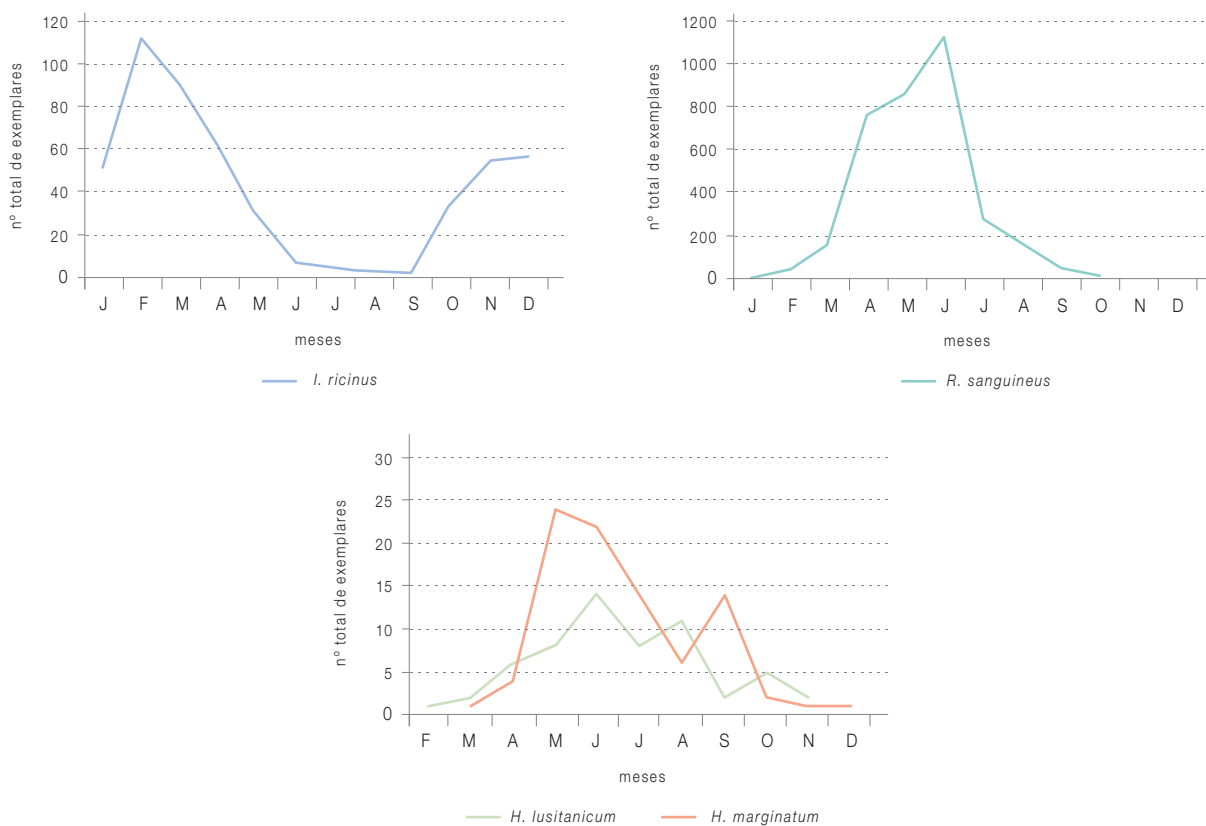 nº total de exemplares
120
100
80
60
40
20
0
J F M A M J J A S O N D
meses
I. ricinus
nº total de exemplares
1200
1000
800
600
400
200
0
J F M A M J J A S O N D
meses
R. sanguineus
nº total de exemplares
30
25
20
15
10
5
0
F M A M J J A S O N D
meses
H. lusitanicum H. marginatum